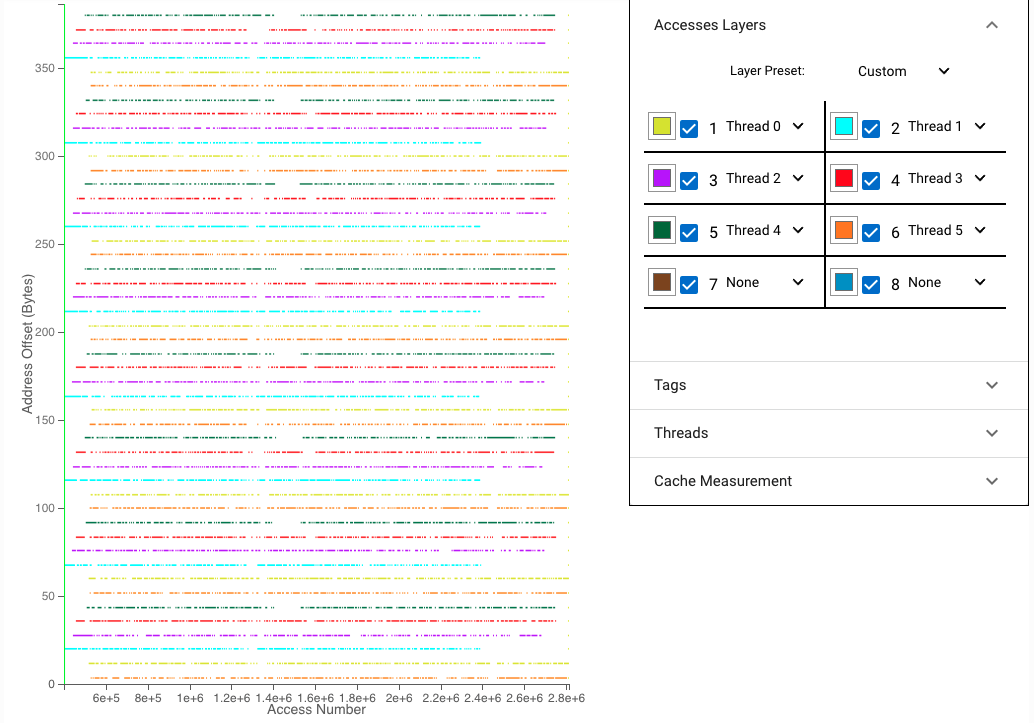 Accesses Layers
Layer Preset: Custom
1 Thread 0 2 Thread 1
3 Thread 2 4 Thread 3
5 Thread 4 6 Thread 5
7 None 8 None
Tags
Threads
Cache Measurement
Address Offset (Bytes)
350
300
250
200
150
100
50
0
6e+5 8e+5 1e+6 1.2e+6 1.4e+6 1.6e+6 1.8e+6 2e+6 2.2e+6 2.4e+6 2.6e+6 2.8e+6
Access Number